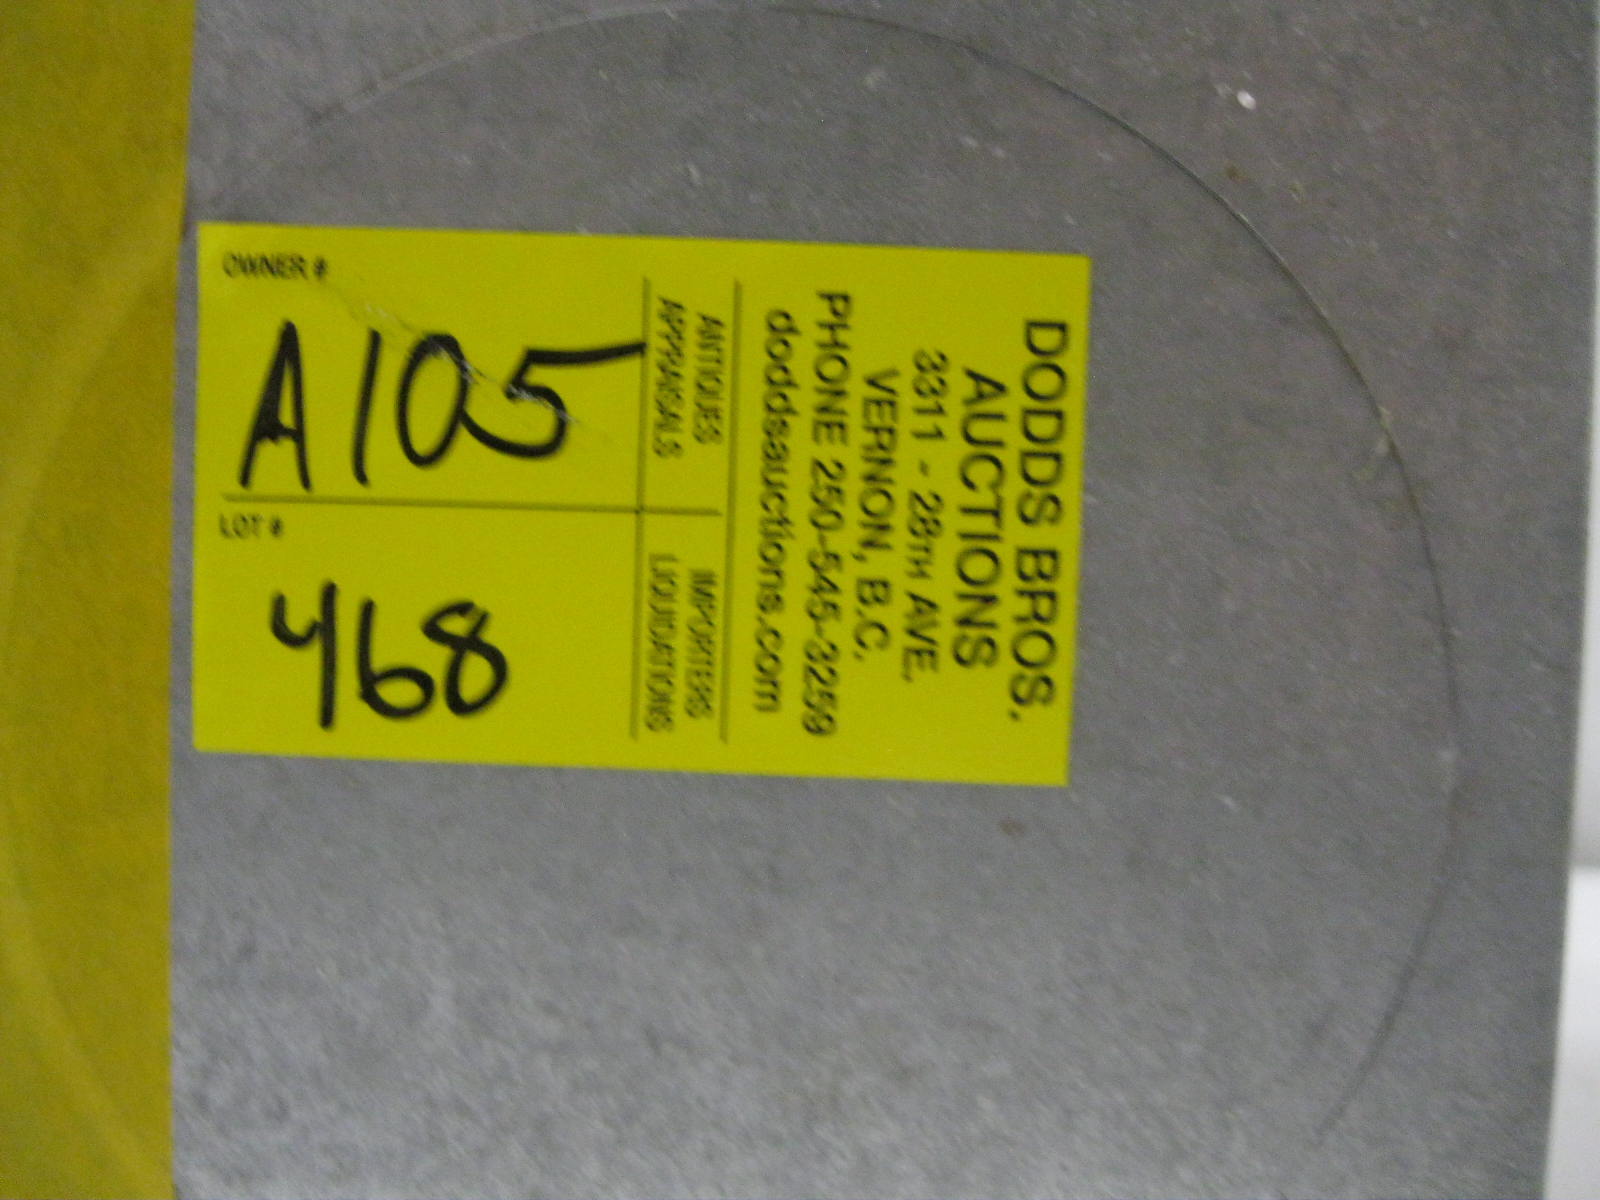 DODDS BROS.
AUCTIONS
3311 - 28TH AVE.
VERNON, B.C.
PHONE 250-545-3259
doddsauctions.com
ANTIQUES
APPRAISALS
IMPORTERS
LIQUIDATIONS
OWNER #
A105
LOT #
468